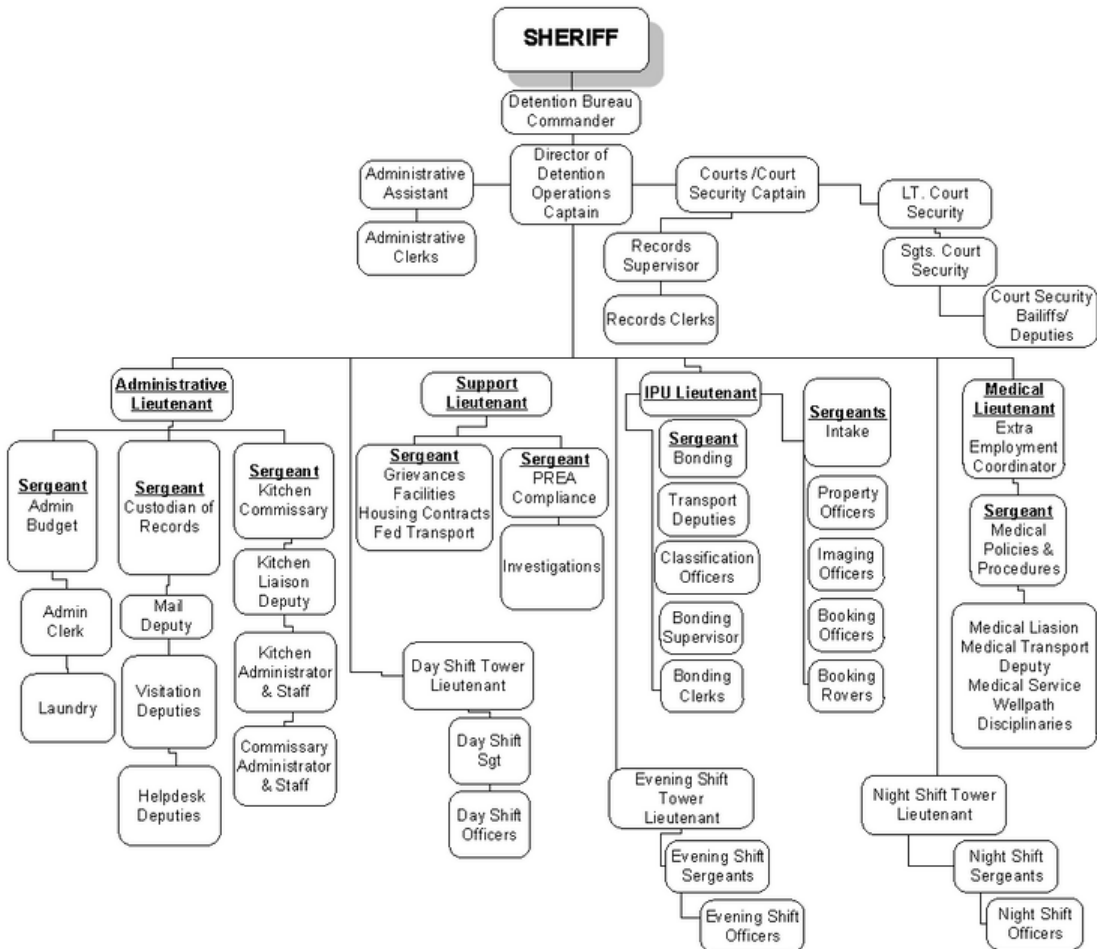 SHERIFF
Detention Bureau
Commander
Director of
Detention
Operations
Captain
Administrative
Assistant
Administrative
Clerks
Courts /Court
Security Captain
Records
Supervisor
Records Clerks
LT. Court
Security
Sgts. Court
Security
Court Security
Bailiffs/
Deputies
Administrative
Lieutenant
Sergeant
Admin
Budget
Admin
Clerk
Laundry
Sergeant
Custodian of
Records
Mail
Deputy
Visitation
Deputies
Helpdesk
Deputies
Sergeant
Kitchen
Commissary
Kitchen
Liaison
Deputy
Kitchen
Administrator
& Staff
Commissary
Administrator
& Staff
Support
Lieutenant
Sergeant
Grievances
Facilities
Housing Contracts
Fed Transport
Sergeant
PREA
Compliance
Investigations
Day Shift Tower
Lieutenant
Day Shift
Sgt
Day Shift
Officers
IPU Lieutenant
Sergeant
Bonding
Transport
Deputies
Classification
Officers
Bonding
Supervisor
Bonding
Clerks
Sergeants
Intake
Property
Officers
Imaging
Officers
Booking
Officers
Booking
Rovers
Evening Shift
Tower
Lieutenant
Evening Shift
Sergeants
Evening Shift
Officers
Medical
Lieutenant
Extra
Employment
Coordinator
Sergeant
Medical
Policies &
Procedures
Medical Liasion
Medical Transport
Deputy
Medical Service
Wellpath
Disciplinaries
Night Shift Tower
Lieutenant
Night Shift
Sergeants
Night Shift
Officers